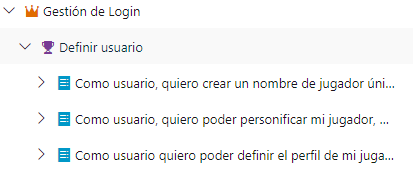 Gestión de Login
Definir usuario
Como usuario, quiero crear un nombre de jugador úni...
Como usuario, quiero poder personificar mi jugador, ...
Como usuario quiero poder definir el perfil de mi juga...